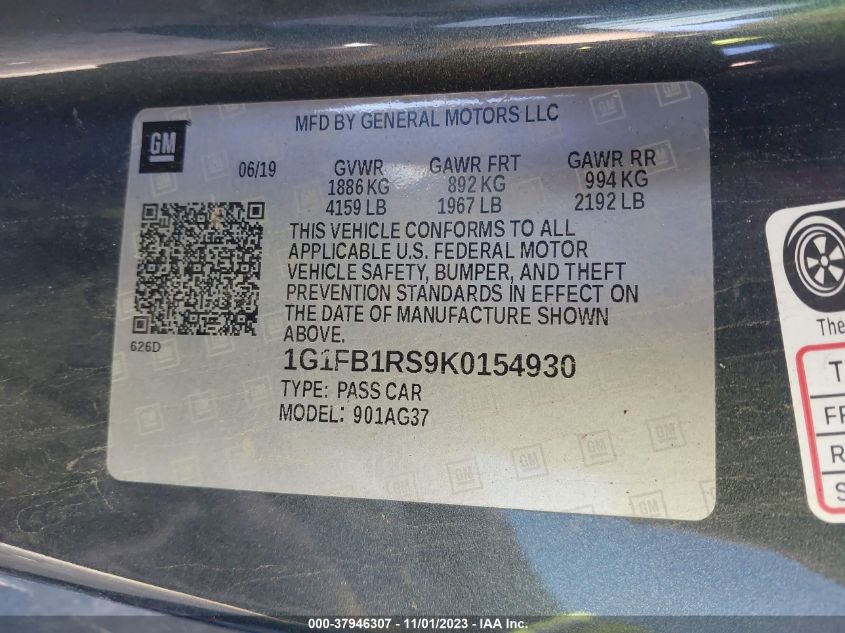 MFD BY GENERAL MOTORS LLC
GM
06/19 GVWR GAWR FRT GAWR RR
1886 KG 892 KG 994 KG
4159 LB 1967 LB 2192 LB
THIS VEHICLE CONFORMS TO ALL
APPLICABLE U.S. FEDERAL MOTOR
VEHICLE SAFETY, BUMPER, AND THEFT
PREVENTION STANDARDS IN EFFECT ON
THE DATE OF MANUFACTURE SHOWN
ABOVE.
626D
1G1FB1RS9K0154930
TYPE: PASS CAR
MODEL: 901AG37
The
T
F
R
S
000-37946307 - 11/01/2023 - IAA Inc.